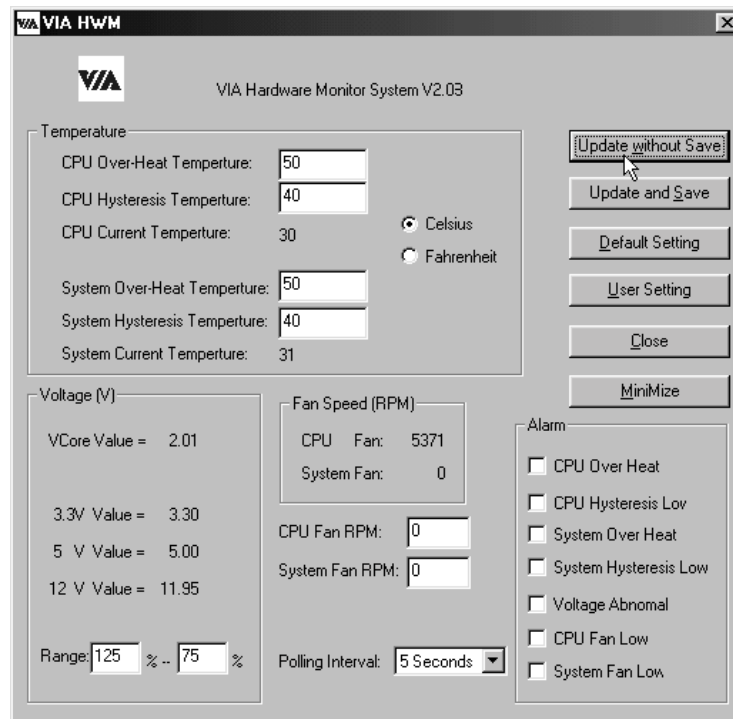 VIA VIA HWM
VIA
VIA Hardware Monitor System V2.03
Temperature
CPU Over-Heat Temperture: 50
CPU Hysteresis Temperture: 40
CPU Current Temperture: 30
Celsius
Fahrenheit
System Over-Heat Temperture: 50
System Hysteresis Temperture: 40
System Current Temperture: 31
Update without Save
Update and Save
Default Setting
User Setting
Close
MiniMize
Voltage (V)
VCore Value = 2.01
3.3V Value = 3.30
5 V Value = 5.00
12 V Value = 11.95
Range: 125 % .. 75 %
Fan Speed (RPM)
CPU Fan: 5371
System Fan: 0
CPU Fan RPM: 0
System Fan RPM: 0
Polling Interval: 5 Seconds
Alarm
CPU Over Heat
CPU Hysteresis Lov
System Over Heat
System Hysteresis Low
Voltage Abnomal
CPU Fan Low
System Fan Low